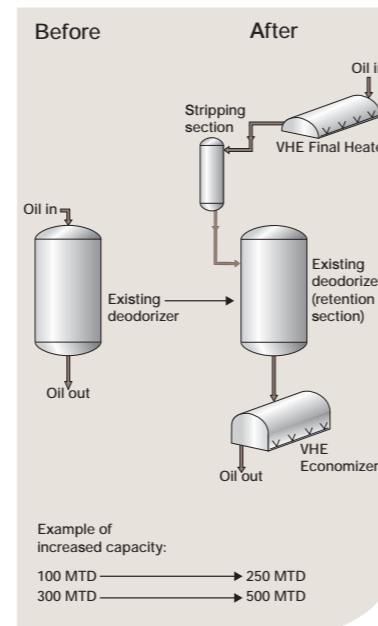 Before
After
Oil
Stripping
section
VHE Final
Oil in
Existing
deodorizer
Existing
(retention
section)
Oil out
VHE
Economizer
Oil out
Example of
increased capacity:
100 MTD 250 MTD
300 MTD 500 MTD